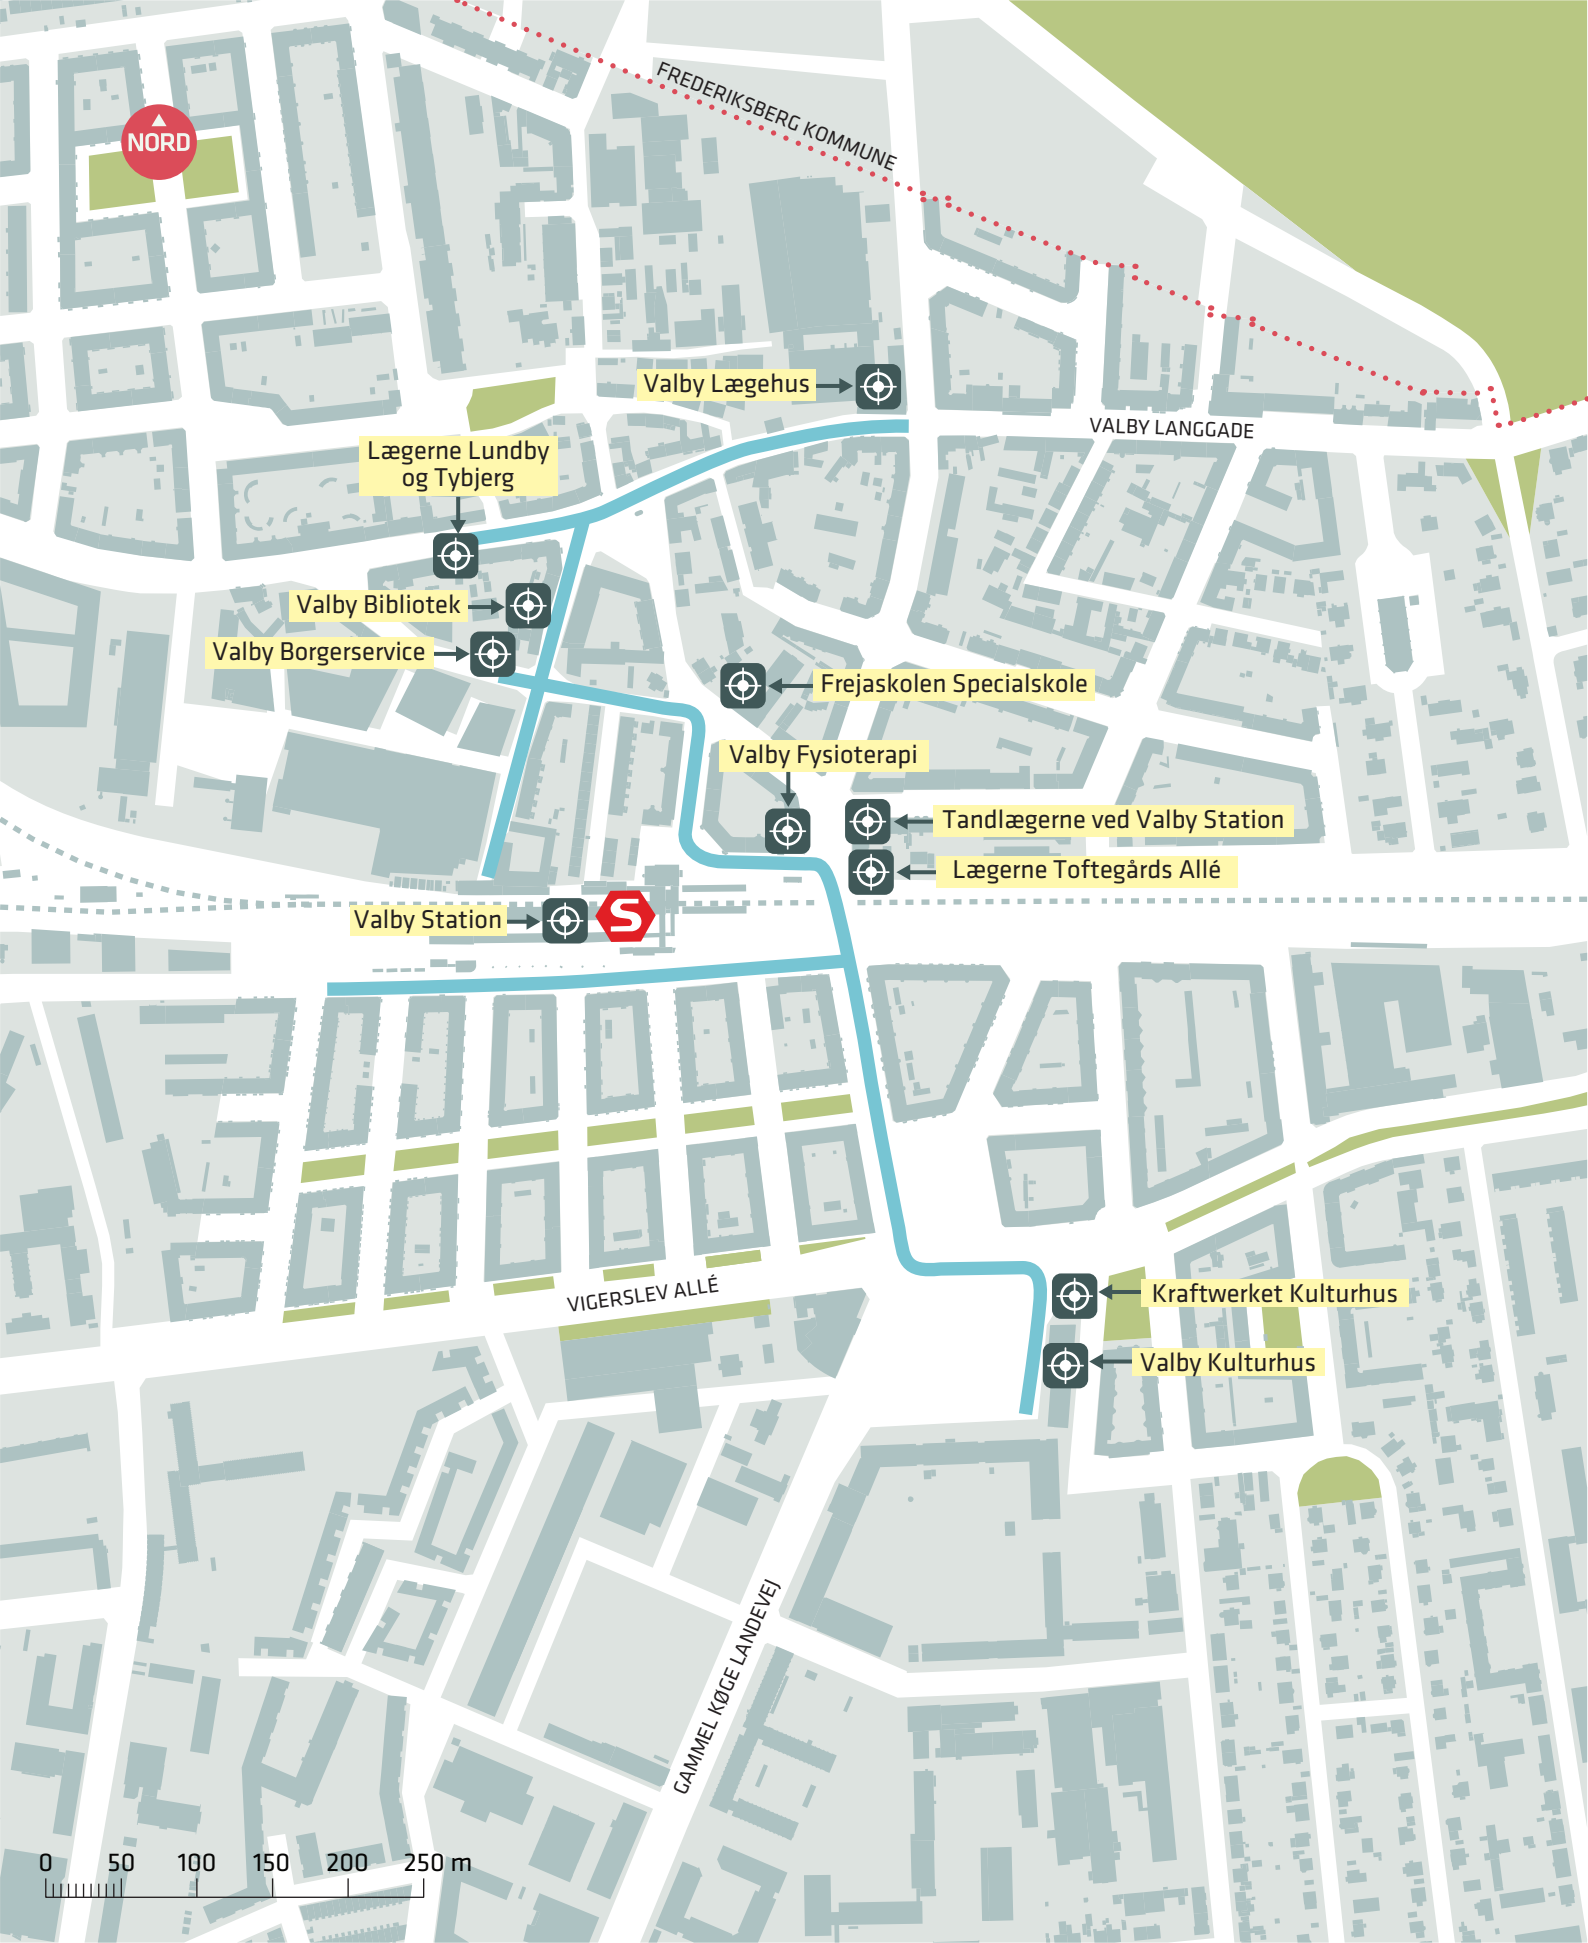 FREDERIKSBERG KOMMUNE
NORD
Valby Lægehus
VALBY LANGGADE
Lægerne Lundby
og Tybjerg
Valby Bibliotek
Valby Borgerservice
Frejaskolen Specialskole
Valby Fysioterapi
Tandlægerne ved Valby Station
Lægerne Toftegårds Allé
Valby Station
S
VIGERSLEV ALLÉ
Kraftwerket Kulturhus
Valby Kulturhus
GAMMEL KØGE LANDEVEJ
0 50 100 150 200 250 m